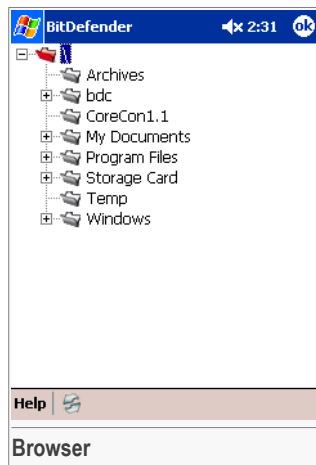 BitDefender 2:31 ok
\
Archives
bdc
CoreCon1.1
My Documents
Program Files
Storage Card
Temp
Windows
Help
Browser